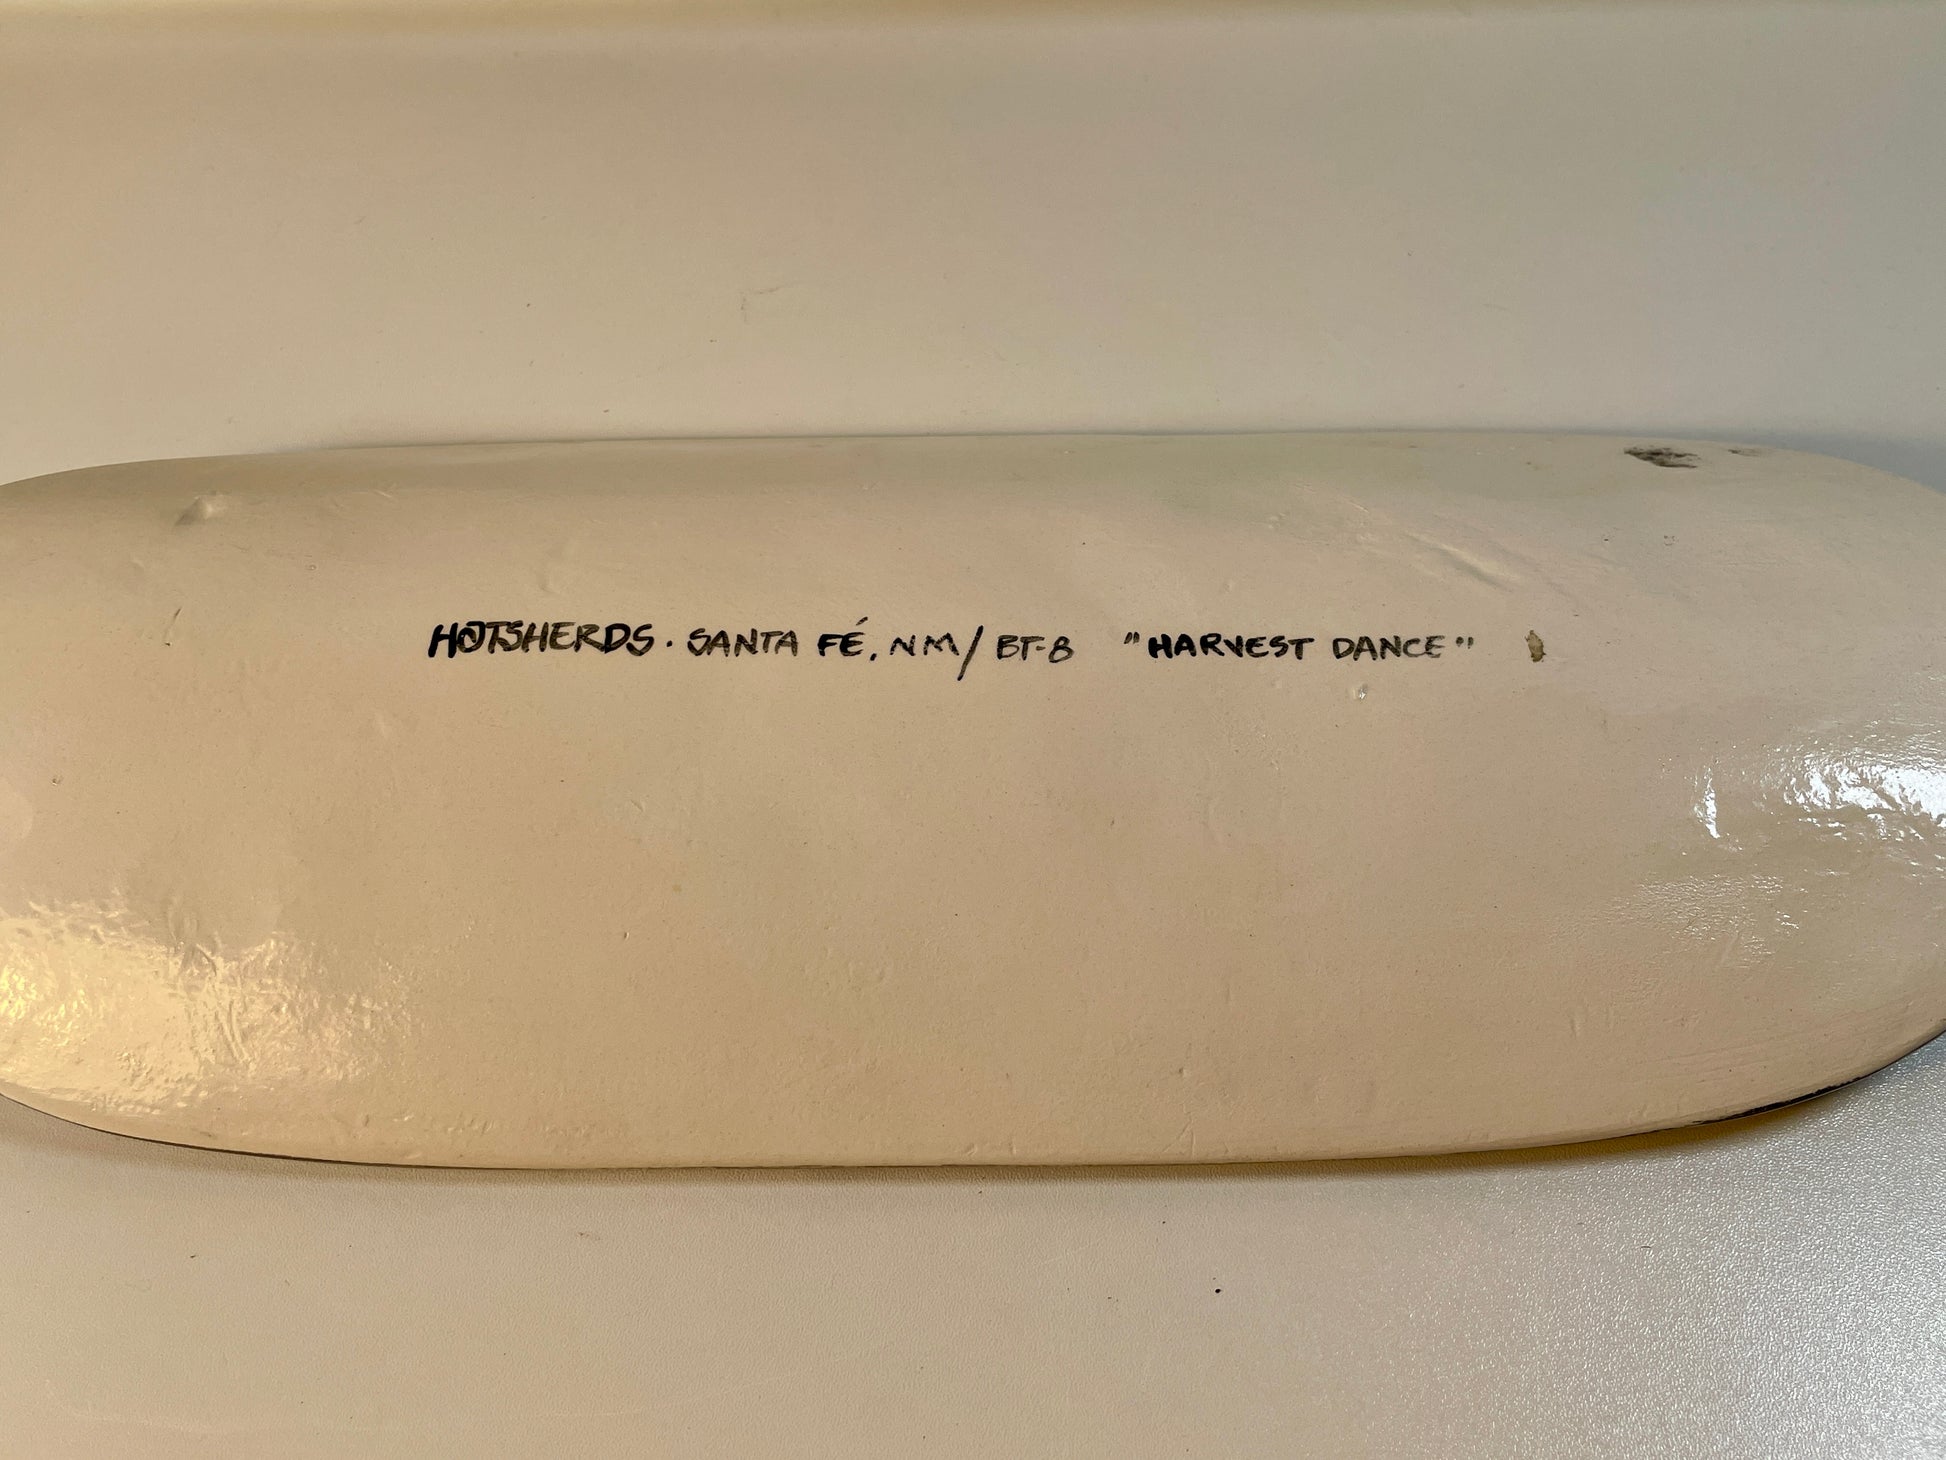 HOTSHERDS. SANTA FÉ, NM/ BT-8 "HARVEST DANCE"